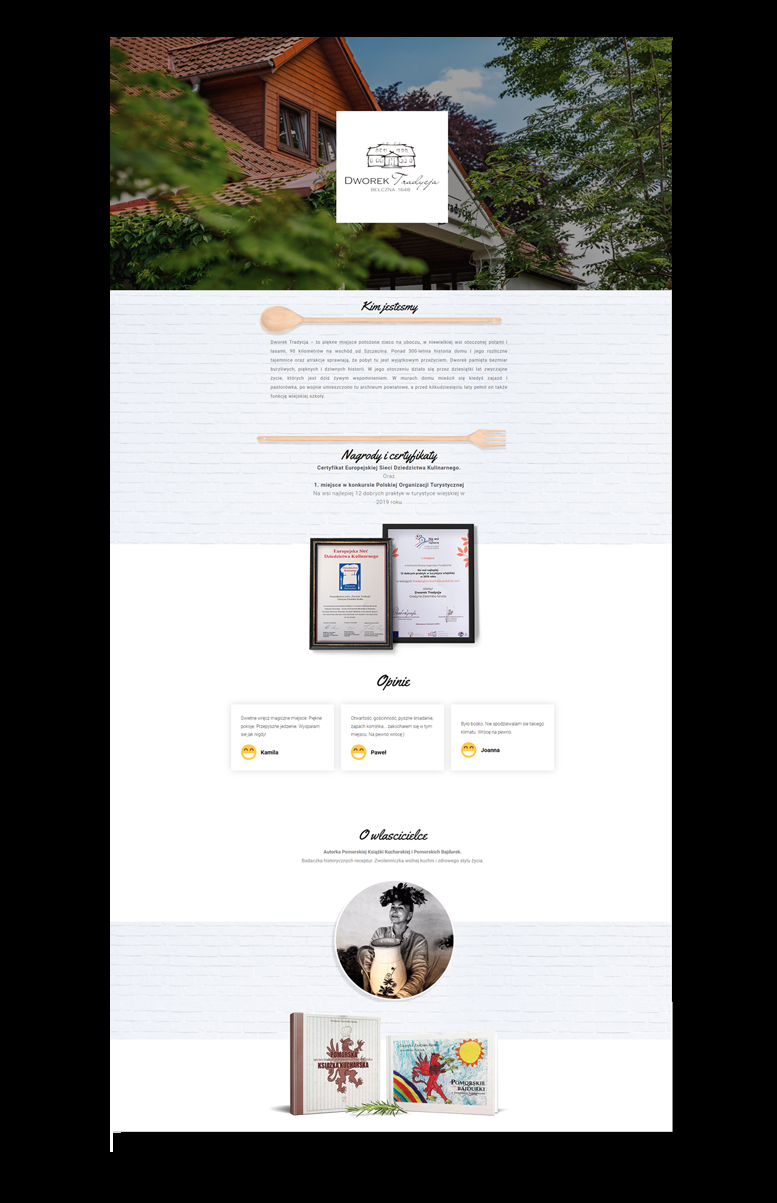 DWOREK Tradycja
BELCZNA 1648
Kim jestesmy
Dworek Tradycja – to piękne miejsce położone nieco na uboczu, w niewielkiej wsi otoczonej polami i
lasami, 90 kilometrów na wschód od Szczecina. Ponad 300-letnia historia domu i jego rozliczne
tajemnice oraz atrakcje sprawiają, że pobyt tu jest wyjątkowym przeżyciem. Dworek pamięta bezmiar
burzliwych, pięknych i dziwnych historii. W jego otoczeniu działo się przez dziesiątki lat zwyczajne
życie, których jest dziś żywym wspomnieniem. W murach domu mieścił się kiedyś zajazd i
pastorówka, po wojnie umieszczono tu archiwum powiatowe, a przed kilkudziesięciu laty pełnił on także
funkcję wiejskiej szkoły.
Nagrody i certyfikaty
Certyfikat Europejskiej Sieci Dziedzictwa Kulinarnego.
Oraz
1. miejsce w konkursie Polskiej Organizacji Turystycznej
Na wsi najlepiej 12 dobrych praktyk w turystyce wiejskiej w
2019 roku.
Europejska Sieć
Dziedzictwa Kulinarnego
Dworek Tradycja
Opinie
Świetne wręcz magiczne miejsce. Piękne
pokoje. Przepyszne jedzenie. Wyspałam
sie jak nigdy!
Kamila
Otwartość, gościnność, pyszne śniadanie,
zapach kominka... zakochałem się w tym
miejscu. Na pewno wrócę:).
Paweł
Było bosko. Nie spodziewałam sie takiego
klimatu. Wrócę na pewno.
Joanna
O wlascicielce
Autorka Pomorskiej Książki Kucharskiej i Pomorskich Bajdurek.
Badaczka historycznych receptur. Zwolenniczka wolnej kuchni i zdrowego stylu życia.
POMORSKA
KSIĄŻKA KUCHARSKA
POMORSKIE
BAJDURKI